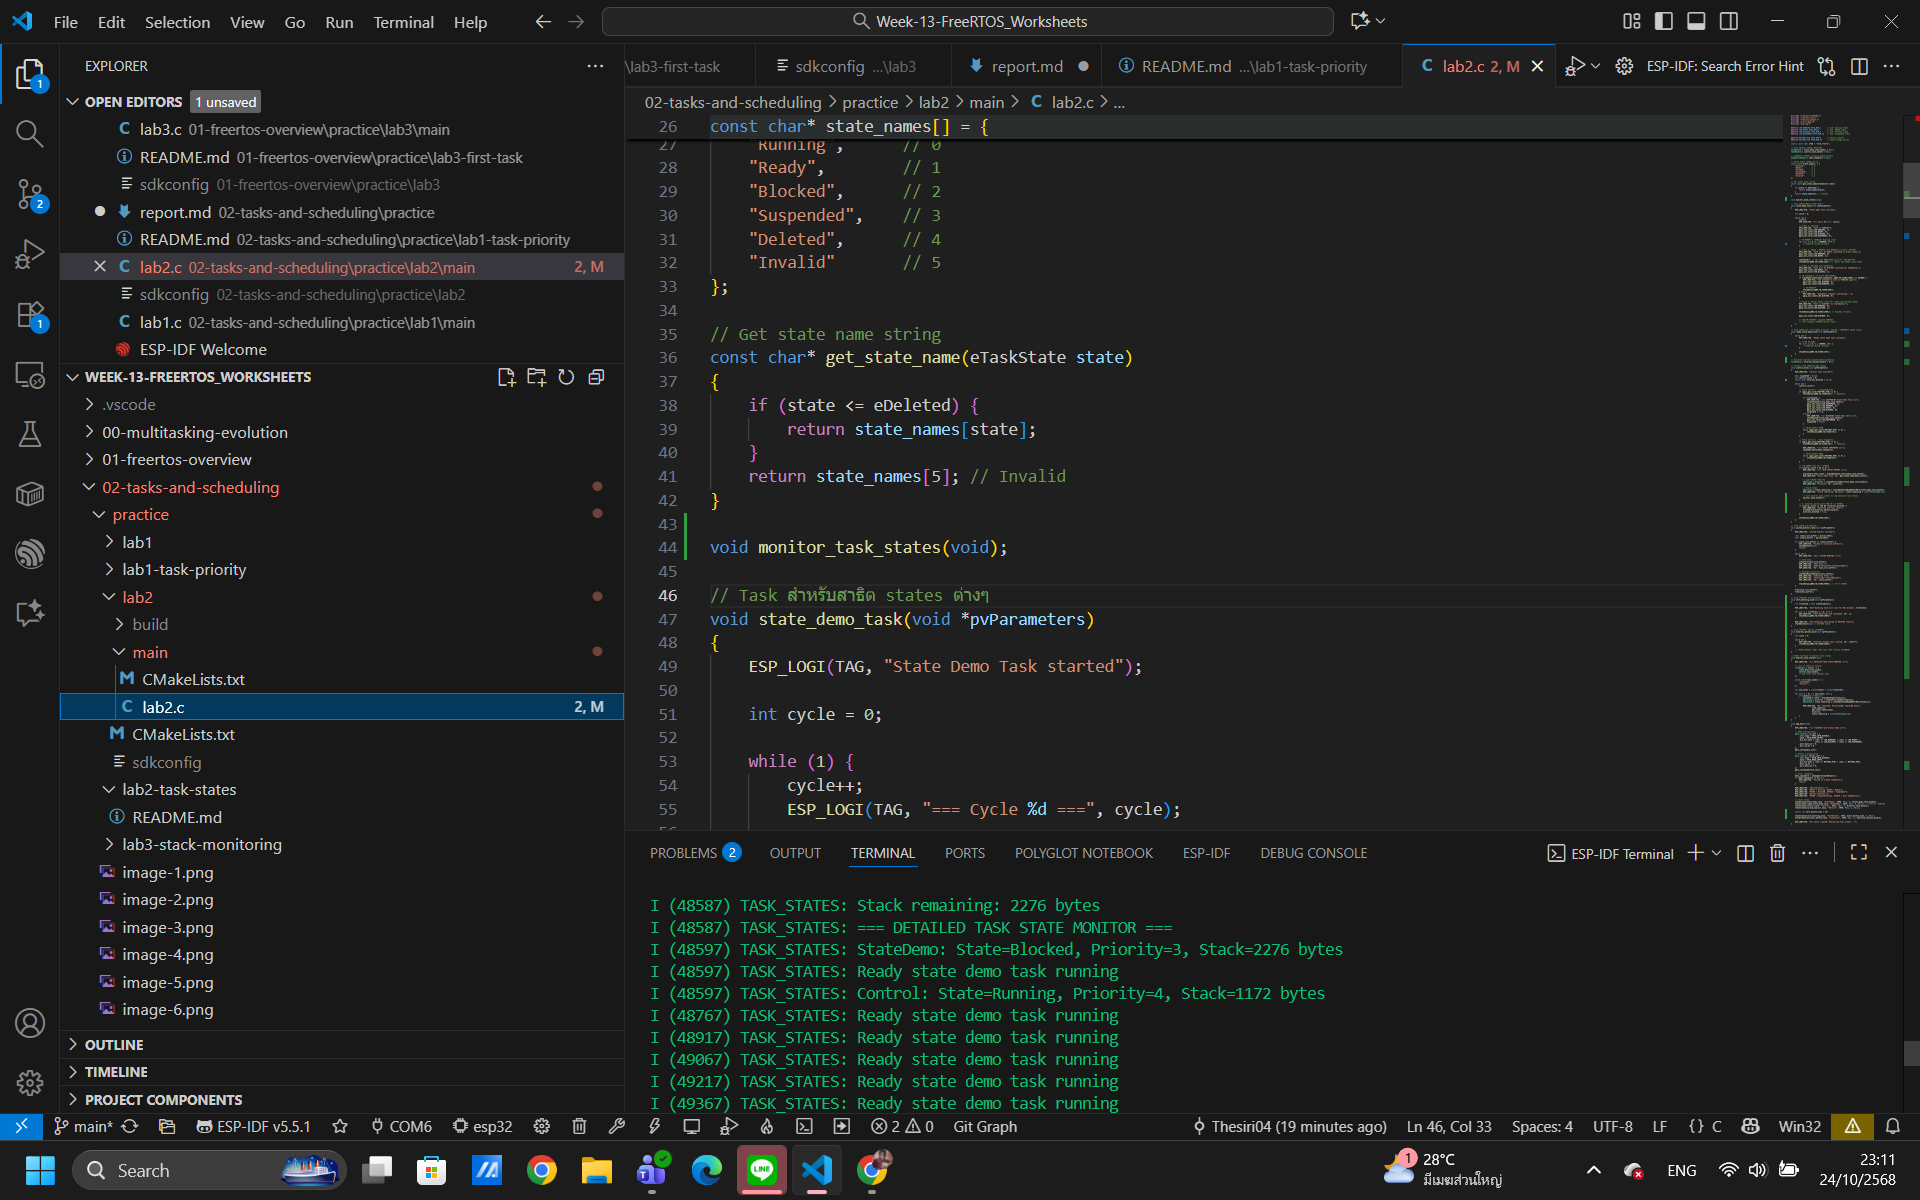 File Edit Selection View Go Run Terminal Help
Week-13-FreeRTOS_Worksheets
EXPLORER
OPEN EDITORS 1 unsaved
lab3.c 01-freertos-overview\practice\lab3\main
README.md 02-freertos-overview\practice\lab3-first-task
sdkconfig 01-freertos-overview\practice\lab3
report.md 02-tasks-and-scheduling\practice
README.md 02-tasks-and-scheduling\practice\lab1-task-priority
lab2.c 02-tasks-and-scheduling\practice\lab2\main 2, M
sdkconfig 02-tasks-and-scheduling\practice\lab2
lab1.c 02-tasks-and-scheduling\practice\lab1\main
ESP-IDF Welcome
WEEK-13-FREERTOS_WORKSHEETS
.vscode
00-multitasking-evolution
01-freertos-overview
02-tasks-and-scheduling
practice
lab1
lab1-task-priority
lab2
build
main
CMakeLists.txt
lab2.c 2, M
CMakeLists.txt
sdkconfig
lab2-task-states
README.md
lab3-stack-monitoring
image-1.png
image-2.png
image-3.png
image-4.png
image-5.png
image-6.png
OUTLINE
TIMELINE
PROJECT COMPONENTS
\lab3-first-task sdkconfig ...\lab3 report.md README.md ...\lab1-task-priority lab2.c 2, M ESP-IDF: Search Error Hint
02-tasks-and-scheduling > practice > lab2 > main > C lab2.c > ...
26 const char* state_names[] = {
27 "Running", // 0
28 "Ready", // 1
29 "Blocked", // 2
30 "Suspended", // 3
31 "Deleted", // 4
32 "Invalid" // 5
33 };
34
35 // Get state name string
36 const char* get_state_name(eTaskState state)
37 {
38 if (state <= eDeleted) {
39 return state_names[state];
40 }
41 return state_names[5]; // Invalid
42 }
43
44 void monitor_task_states(void);
45
46 // Task สำหรับสาธิต states ต่างๆ
47 void state_demo_task(void *pvParameters)
48 {
49 ESP_LOGI(TAG, "State Demo Task started");
50
51 int cycle = 0;
52
53 while (1) {
54 cycle++;
55 ESP_LOGI(TAG, "=== Cycle %d ===", cycle);
PROBLEMS 2 OUTPUT TERMINAL PORTS POLYGLOT NOTEBOOK ESP-IDF DEBUG CONSOLE ESP-IDF Terminal
I (48587) TASK_STATES: Stack remaining: 2276 bytes
I (48587) TASK_STATES: === DETAILED TASK STATE MONITOR ===
I (48597) TASK_STATES: StateDemo: State=Blocked, Priority=3, Stack=2276 bytes
I (48597) TASK_STATES: Ready state demo task running
I (48597) TASK_STATES: Control: State=Running, Priority=4, Stack=1172 bytes
I (48767) TASK_STATES: Ready state demo task running
I (48917) TASK_STATES: Ready state demo task running
I (49067) TASK_STATES: Ready state demo task running
I (49217) TASK_STATES: Ready state demo task running
I (49367) TASK_STATES: Ready state demo task running
main* ESP-IDF v5.5.1 COM6 esp32 2 0 Git Graph Thesiri04 (19 minutes ago) Ln 46, Col 33 Spaces: 4 UTF-8 LF {} C Win32
Search
1 28°C
มีเมฆส่วนใหญ่
ENG
23:11
24/10/2568